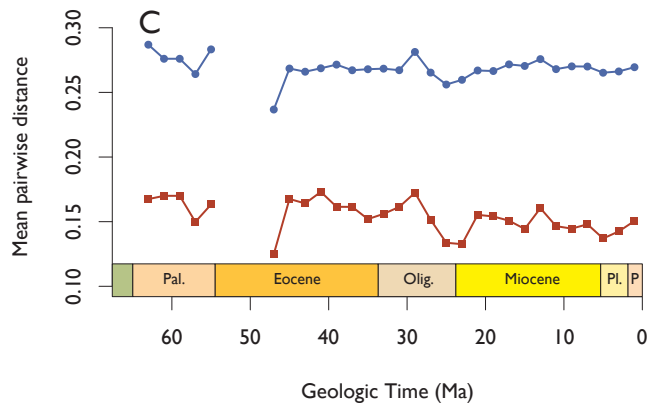 C
Mean pairwise distance
0.30
0.25
0.20
0.15
0.10
Pal.
Eocene
Olig.
Miocene
Pl.
P
60
50
40
30
20
10
0
Geologic Time (Ma)